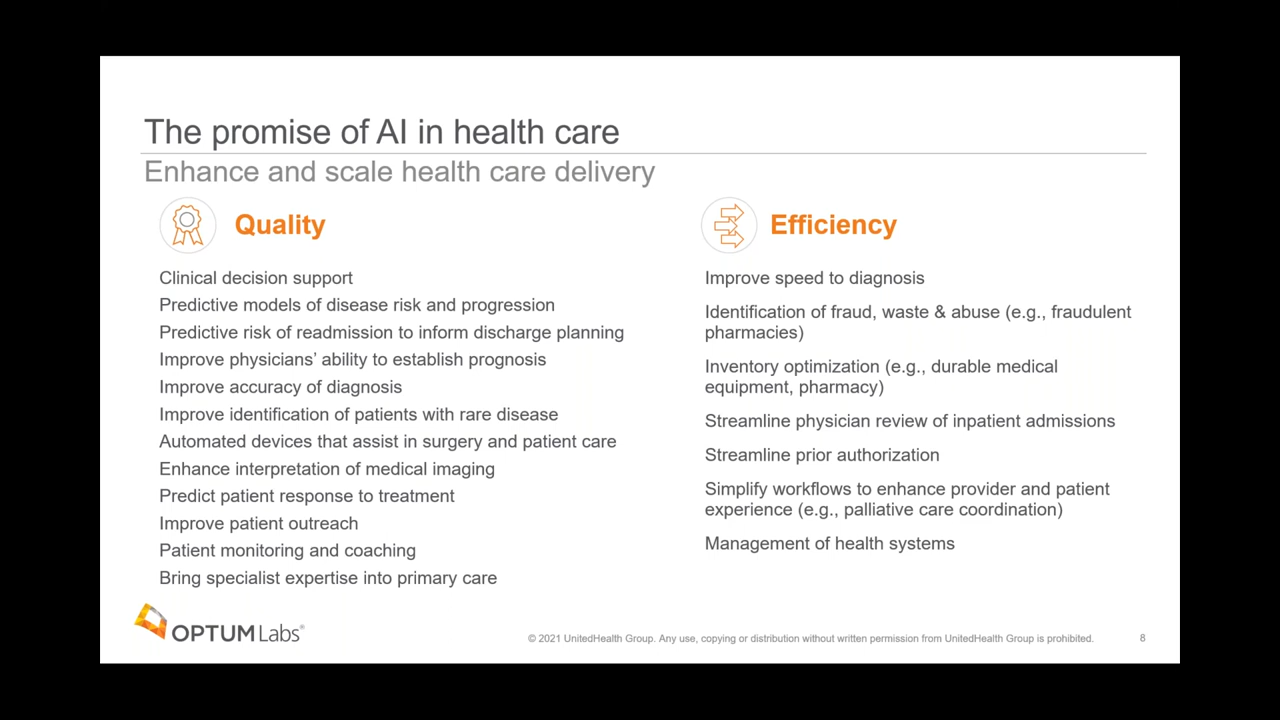 The promise of AI in health care
Enhance and scale health care delivery
Quality
Clinical decision support
Predictive models of disease risk and progression
Predictive risk of readmission to inform discharge planning
Improve physicians’ ability to establish prognosis
Improve accuracy of diagnosis
Improve identification of patients with rare disease
Automated devices that assist in surgery and patient care
Enhance interpretation of medical imaging
Predict patient response to treatment
Improve patient outreach
Patient monitoring and coaching
Bring specialist expertise into primary care
Efficiency
Improve speed to diagnosis
Identification of fraud, waste & abuse (e.g., fraudulent
pharmacies)
Inventory optimization (e.g., durable medical
equipment, pharmacy)
Streamline physician review of inpatient admissions
Streamline prior authorization
Simplify workflows to enhance provider and patient
experience (e.g., palliative care coordination)
Management of health systems
OPTUMLabs®
© 2021 UnitedHealth Group. Any use, copying or distribution without written permission from UnitedHealth Group is prohibited.
8